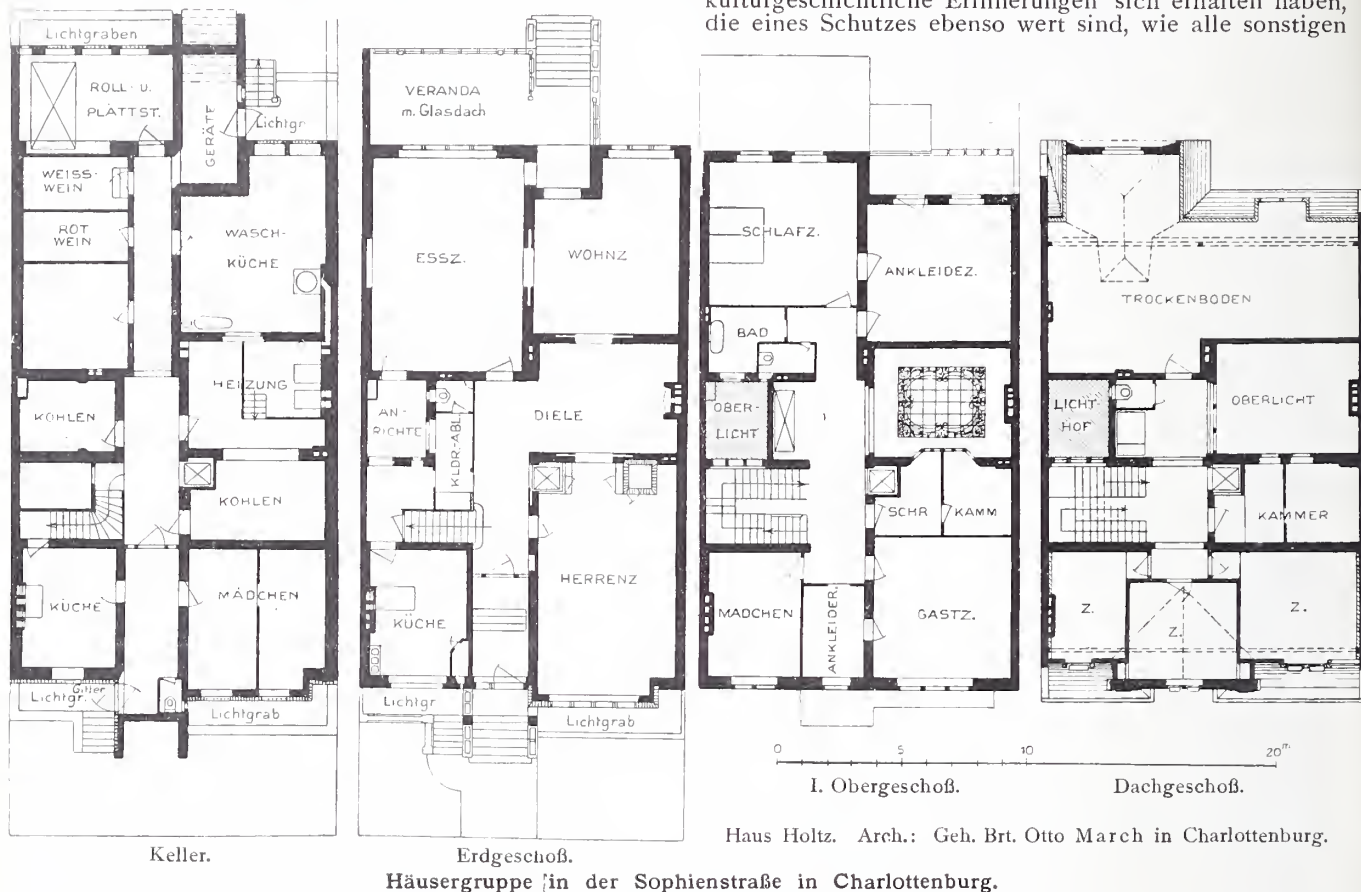 kulturgeschichtliche Erinnerungen sich erhalten haben,
die eines Schutzes ebenso wert sind, wie alle sonstigen
Lichtgraben
ROLL- U.
PLÄTTST.
GERÄTE
Lichtgr
WEISS-
WEIN
ROT
WEIN
WASCH-
KÜCHE
HEIZUNG
KOHLEN
KOHLEN
KÜCHE
MÄDCHEN
Lichtgr.
Gitter
Lichtgrab
Keller.
VERANDA
m. Glasdach
ESSZ.
WOHNZ
AN-
RICHTE
KLDR.-ABL.
DIELE
HERRENZ
KÜCHE
Lichtgr
Lichtgrab
Erdgeschoß.
SCHLAFZ.
ANKLEIDEZ.
BAD
OBER-
LICHT
SCHR
KAMM
MÄDCHEN
ANKLEIDER.
GASTZ.
I. Obergeschoß.
TROCKENBODEN
LICHT
HOF
OBERLICHT
KAMMER
Z.
Z.
Z.
Dachgeschoß.
0 5 10 20 m.
Haus Holtz. Arch.: Geh. Brt. Otto March in Charlottenburg.
Häusergruppe in der Sophienstraße in Charlottenburg.